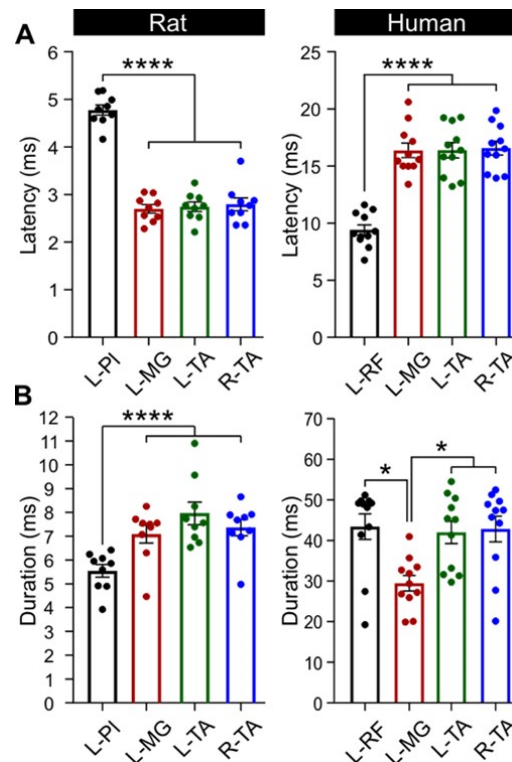 A
Rat
Human
Latency (ms)
6
5
4
3
2
1
0
****
L-PI
L-MG
L-TA
R-TA
Latency (ms)
25
20
15
10
5
0
****
L-RF
L-MG
L-TA
R-TA
B
Duration (ms)
12
11
10
9
8
7
6
5
4
3
2
1
0
****
L-PI
L-MG
L-TA
R-TA
Duration (ms)
70
60
50
40
30
20
10
0
*
*
L-RF
L-MG
L-TA
R-TA